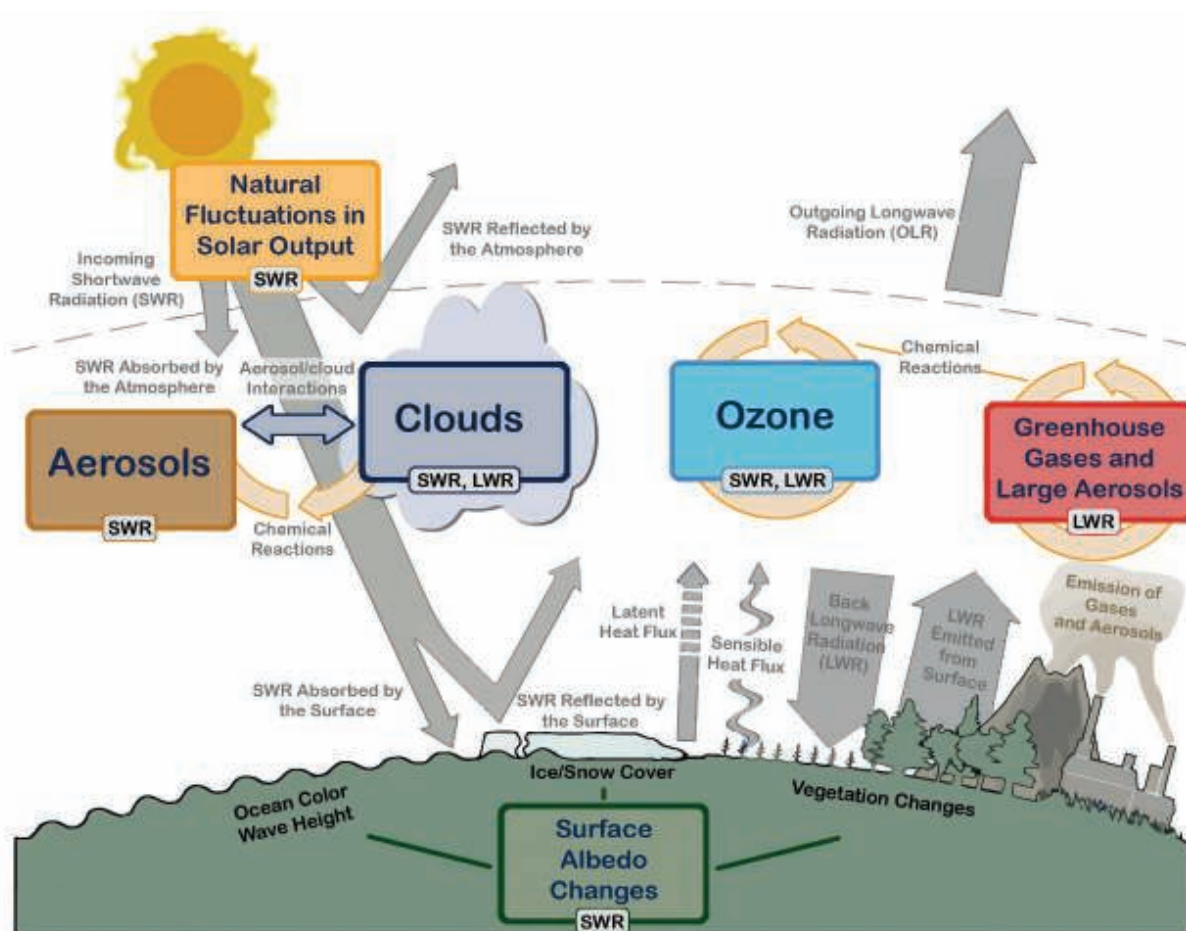 Natural
Fluctuations in
Solar Output
SWR
Incoming
Shortwave
Radiation (SWR)
SWR Reflected by
the Atmosphere
Outgoing Longwave
Radiation (OLR)
SWR Absorbed by
the Atmosphere
Aerosol/cloud
Interactions
Chemical
Reactions
Aerosols
SWR
Clouds
SWR, LWR
Ozone
SWR, LWR
Greenhouse
Gases and
Large Aerosols
LWR
Chemical
Reactions
Latent
Heat Flux
Sensible
Heat Flux
Back
Longwave
Radiation
(LWR)
LWR
Emitted
from
Surface
Emission of
Gases
and Aerosols
SWR Absorbed by
the Surface
SWR Reflected by
the Surface
Ocean Color
Wave Height
Ice/Snow Cover
Vegetation Changes
Surface
Albedo
Changes
SWR